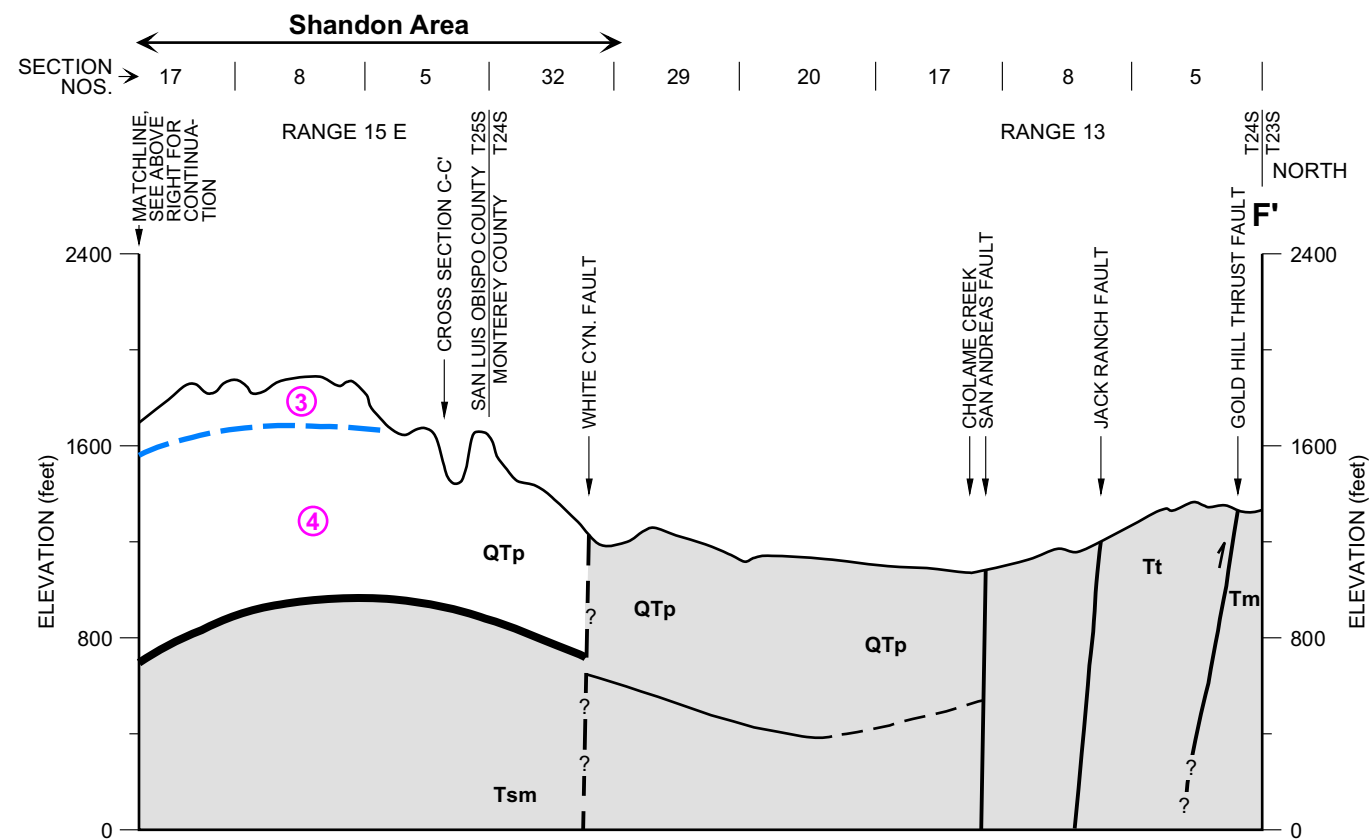 Shandon Area
SECTION
NOS.
17 8 5 32 29 20 17 8 5
MATCHLINE,
SEE ABOVE
RIGHT FOR
CONTINUA-
TION
RANGE 15 E
CROSS SECTION C-C'
SAN LUIS OBISPO COUNTY T25S
MONTEREY COUNTY T24S
WHITE CYN. FAULT
RANGE 13
CHOLAME CREEK
SAN ANDREAS FAULT
JACK RANCH FAULT
GOLD HILL THRUST FAULT
T24S
T23S
NORTH
F'
2400
1600
800
0
ELEVATION (feet)
3
4
QTp
Tsm
?
?
?
QTp
QTp
Tt
Tm
?
?
2400
1600
800
0
ELEVATION (feet)